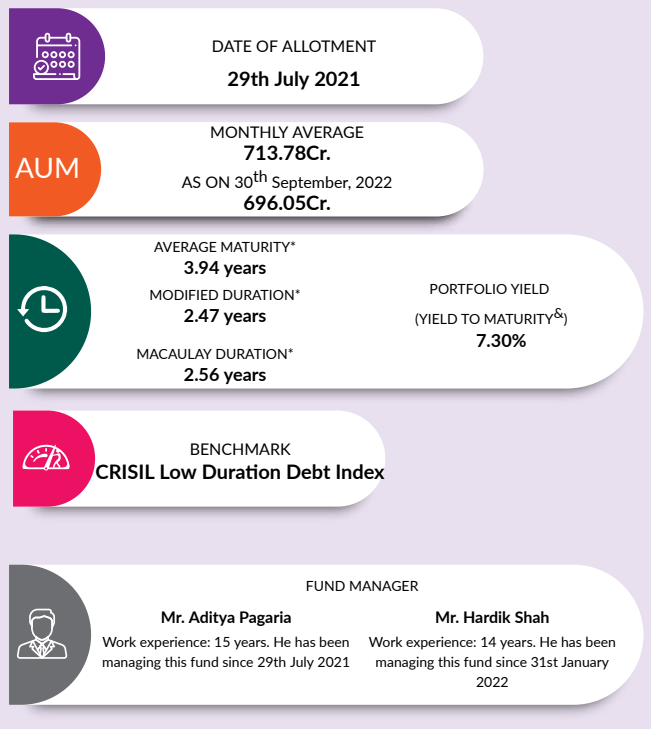 DATE OF ALLOTMENT
29th July 2021
AUM
MONTHLY AVERAGE
713.78Cr.
AS ON 30th September, 2022
696.05Cr.
AVERAGE MATURITY*
3.94 years
MODIFIED DURATION*
2.47 years
MACAULAY DURATION*
2.56 years
PORTFOLIO YIELD
(YIELD TO MATURITY&)
7.30%
BENCHMARK
CRISIL Low Duration Debt Index
FUND MANAGER
Mr. Aditya Pagaria
Work experience: 15 years. He has been
managing this fund since 29th July 2021
Mr. Hardik Shah
Work experience: 14 years. He has been
managing this fund since 31st January
2022